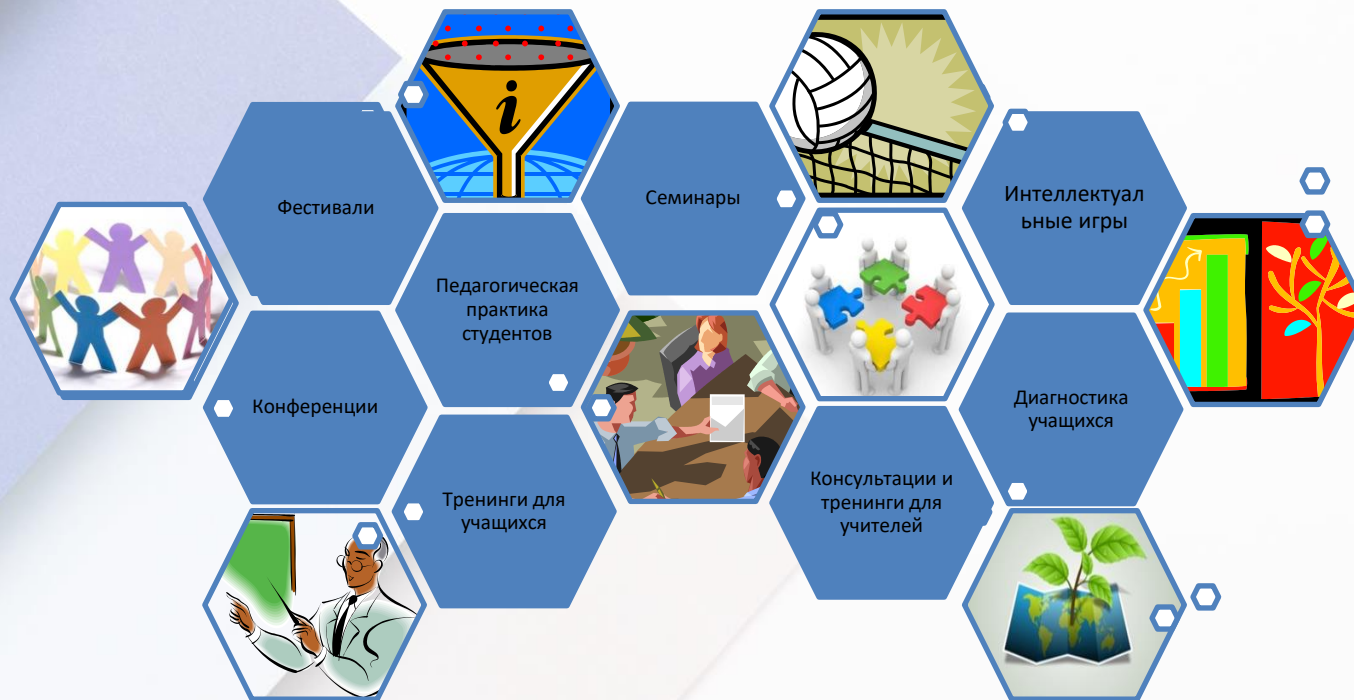 Фестивали
Педагогическая
практика
студентов
Семинары
Интеллектуал
ьные игры
Конференции
Тренинги для
учащихся
Консультации и
тренинги для
учителей
Диагностика
учащихся
i